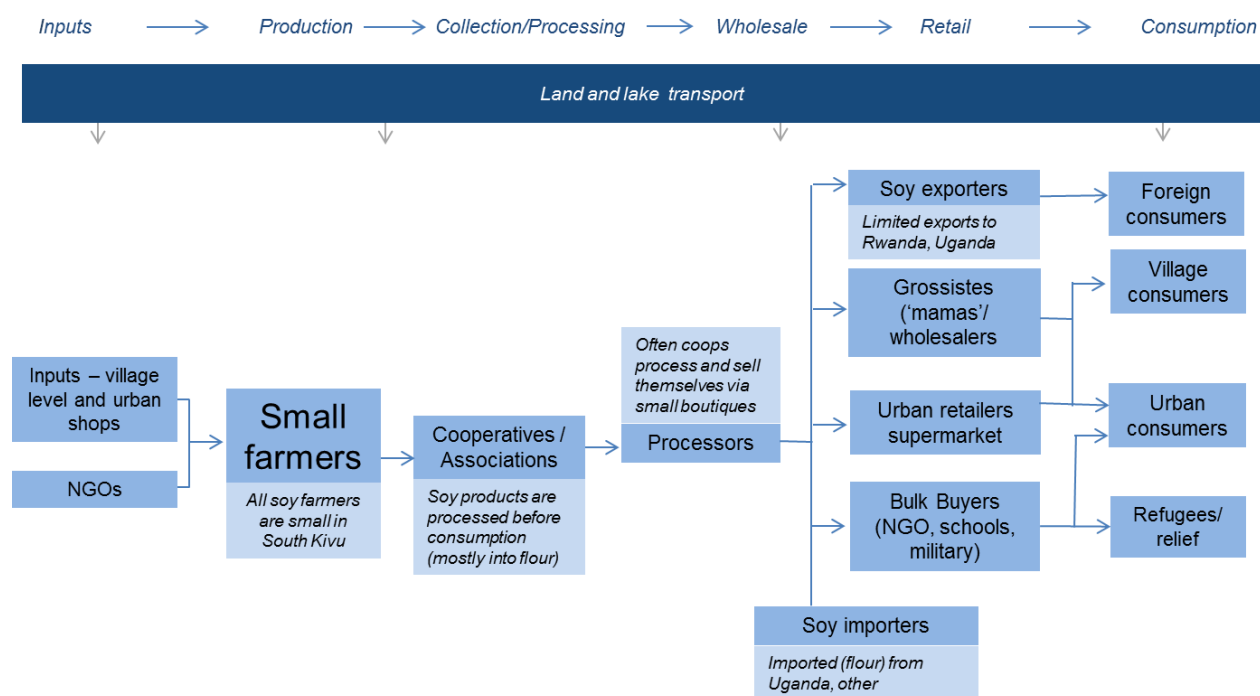 Inputs
Production
Collection/Processing
Wholesale
Retail
Consumption
Land and lake transport
Inputs – village
level and urban
shops
NGOs
Small
farmers
All soy farmers
are small in
South Kivu
Cooperatives /
Associations
Soy products are
processed before
consumption
(mostly into flour)
Often coops
process and sell
themselves via
small boutiques
Processors
Soy exporters
Limited exports to
Rwanda, Uganda
Grossistes
(‘mamas’/
wholesalers
Urban retailers
supermarket
Bulk Buyers
(NGO, schools,
military)
Soy importers
Imported (flour) from
Uganda, other
Foreign
consumers
Village
consumers
Urban
consumers
Refugees/
relief